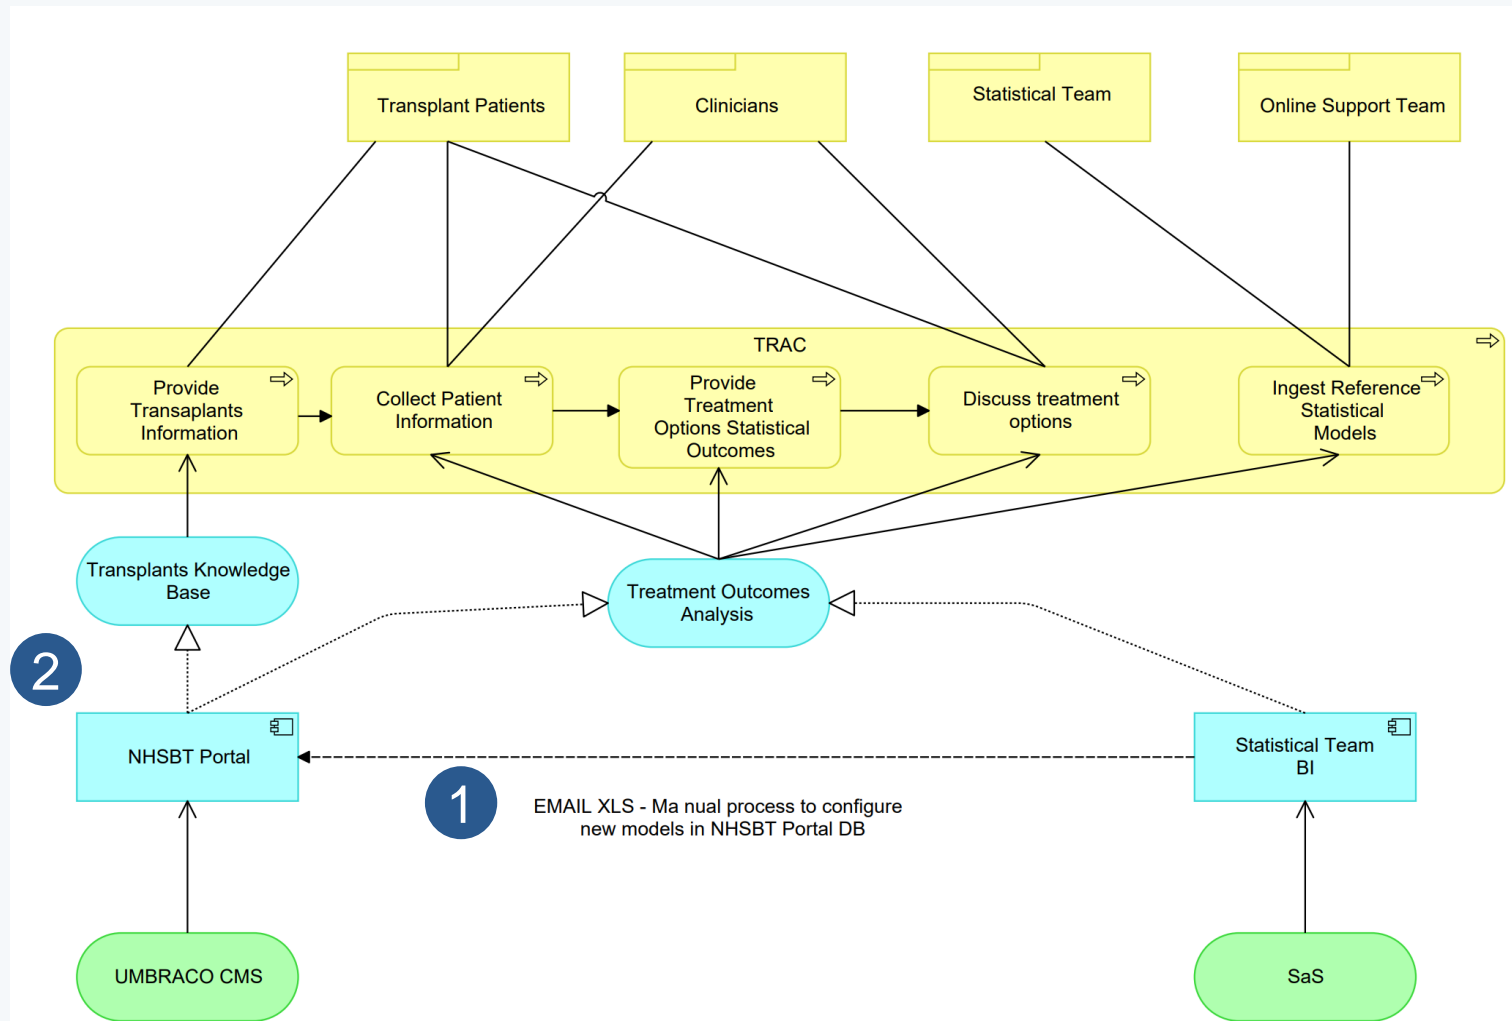 Transplant Patients
Clinicians
Statistical Team
Online Support Team
TRAC
Provide
Transaplants
Information
Collect Patient
Information
Provide
Treatment
Options Statistical
Outcomes
Discuss treatment
options
Ingest Reference
Statistical
Models
Transplants Knowledge
Base
Treatment Outcomes
Analysis
2
NHSBT Portal
Statistical Team
BI
1
EMAIL XLS - Ma nual process to configure
new models in NHSBT Portal DB
UMBRACO CMS
SaS